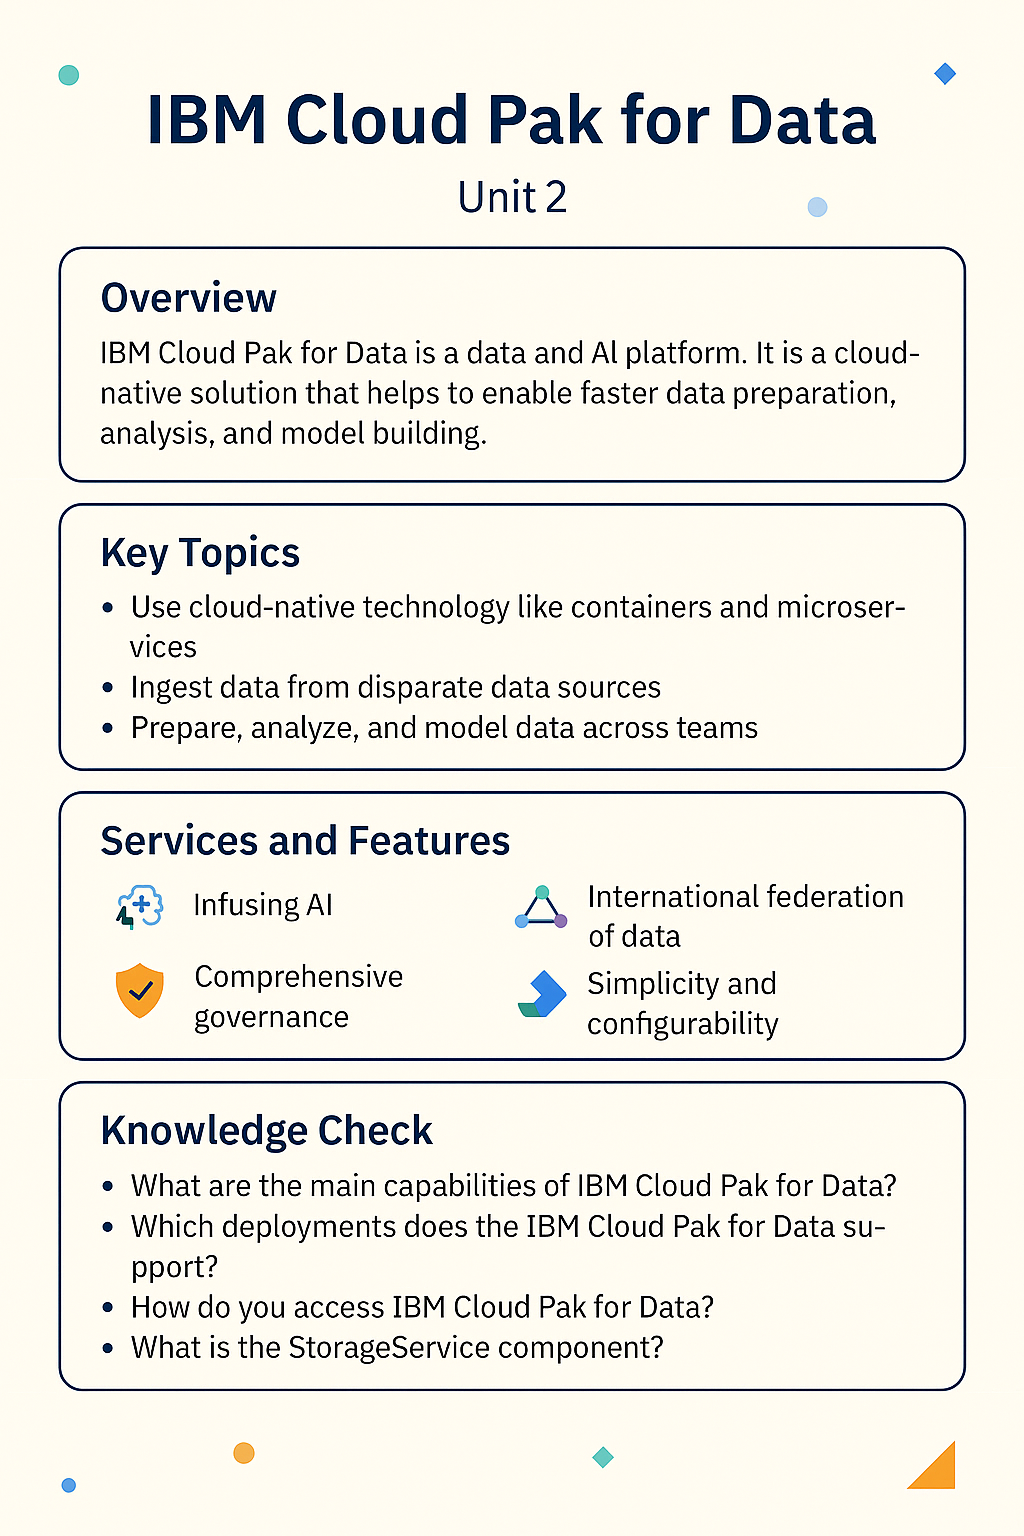 IBM Cloud Pak for Data
Unit 2
Overview
IBM Cloud Pak for Data is a data and AI platform. It is a cloud-
native solution that helps to enable faster data preparation,
analysis, and model building.
Key Topics
• Use cloud-native technology like containers and microser-
vices
• Ingest data from disparate data sources
• Prepare, analyze, and model data across teams
Services and Features
Infusing AI
International federation
of data
Comprehensive
governance
Simplicity and
configurability
Knowledge Check
• What are the main capabilities of IBM Cloud Pak for Data?
• Which deployments does the IBM Cloud Pak for Data su-
pport?
• How do you access IBM Cloud Pak for Data?
• What is the StorageService component?